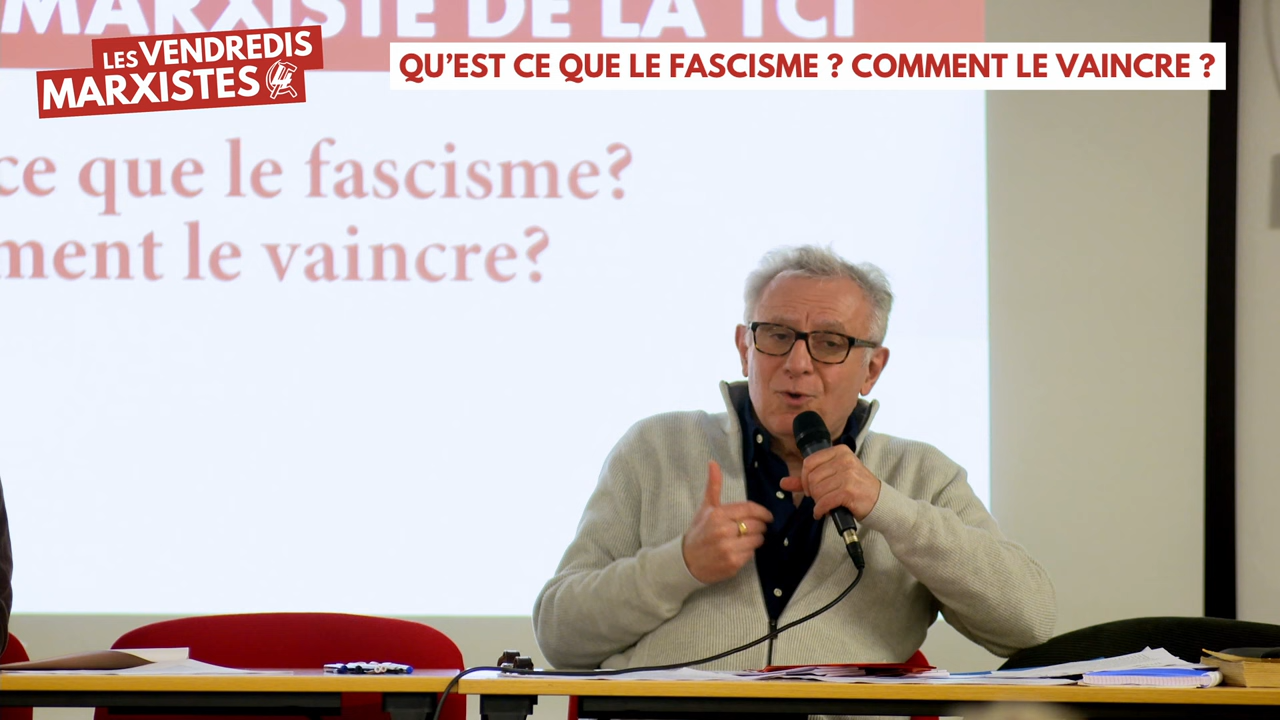 MARXISTE DE LA TCI
LES VENDREDIS
MARXISTES
QU’EST CE QUE LE FASCISME ? COMMENT LE VAINCRE ?
ce que le fascisme?
ment le vaincre?